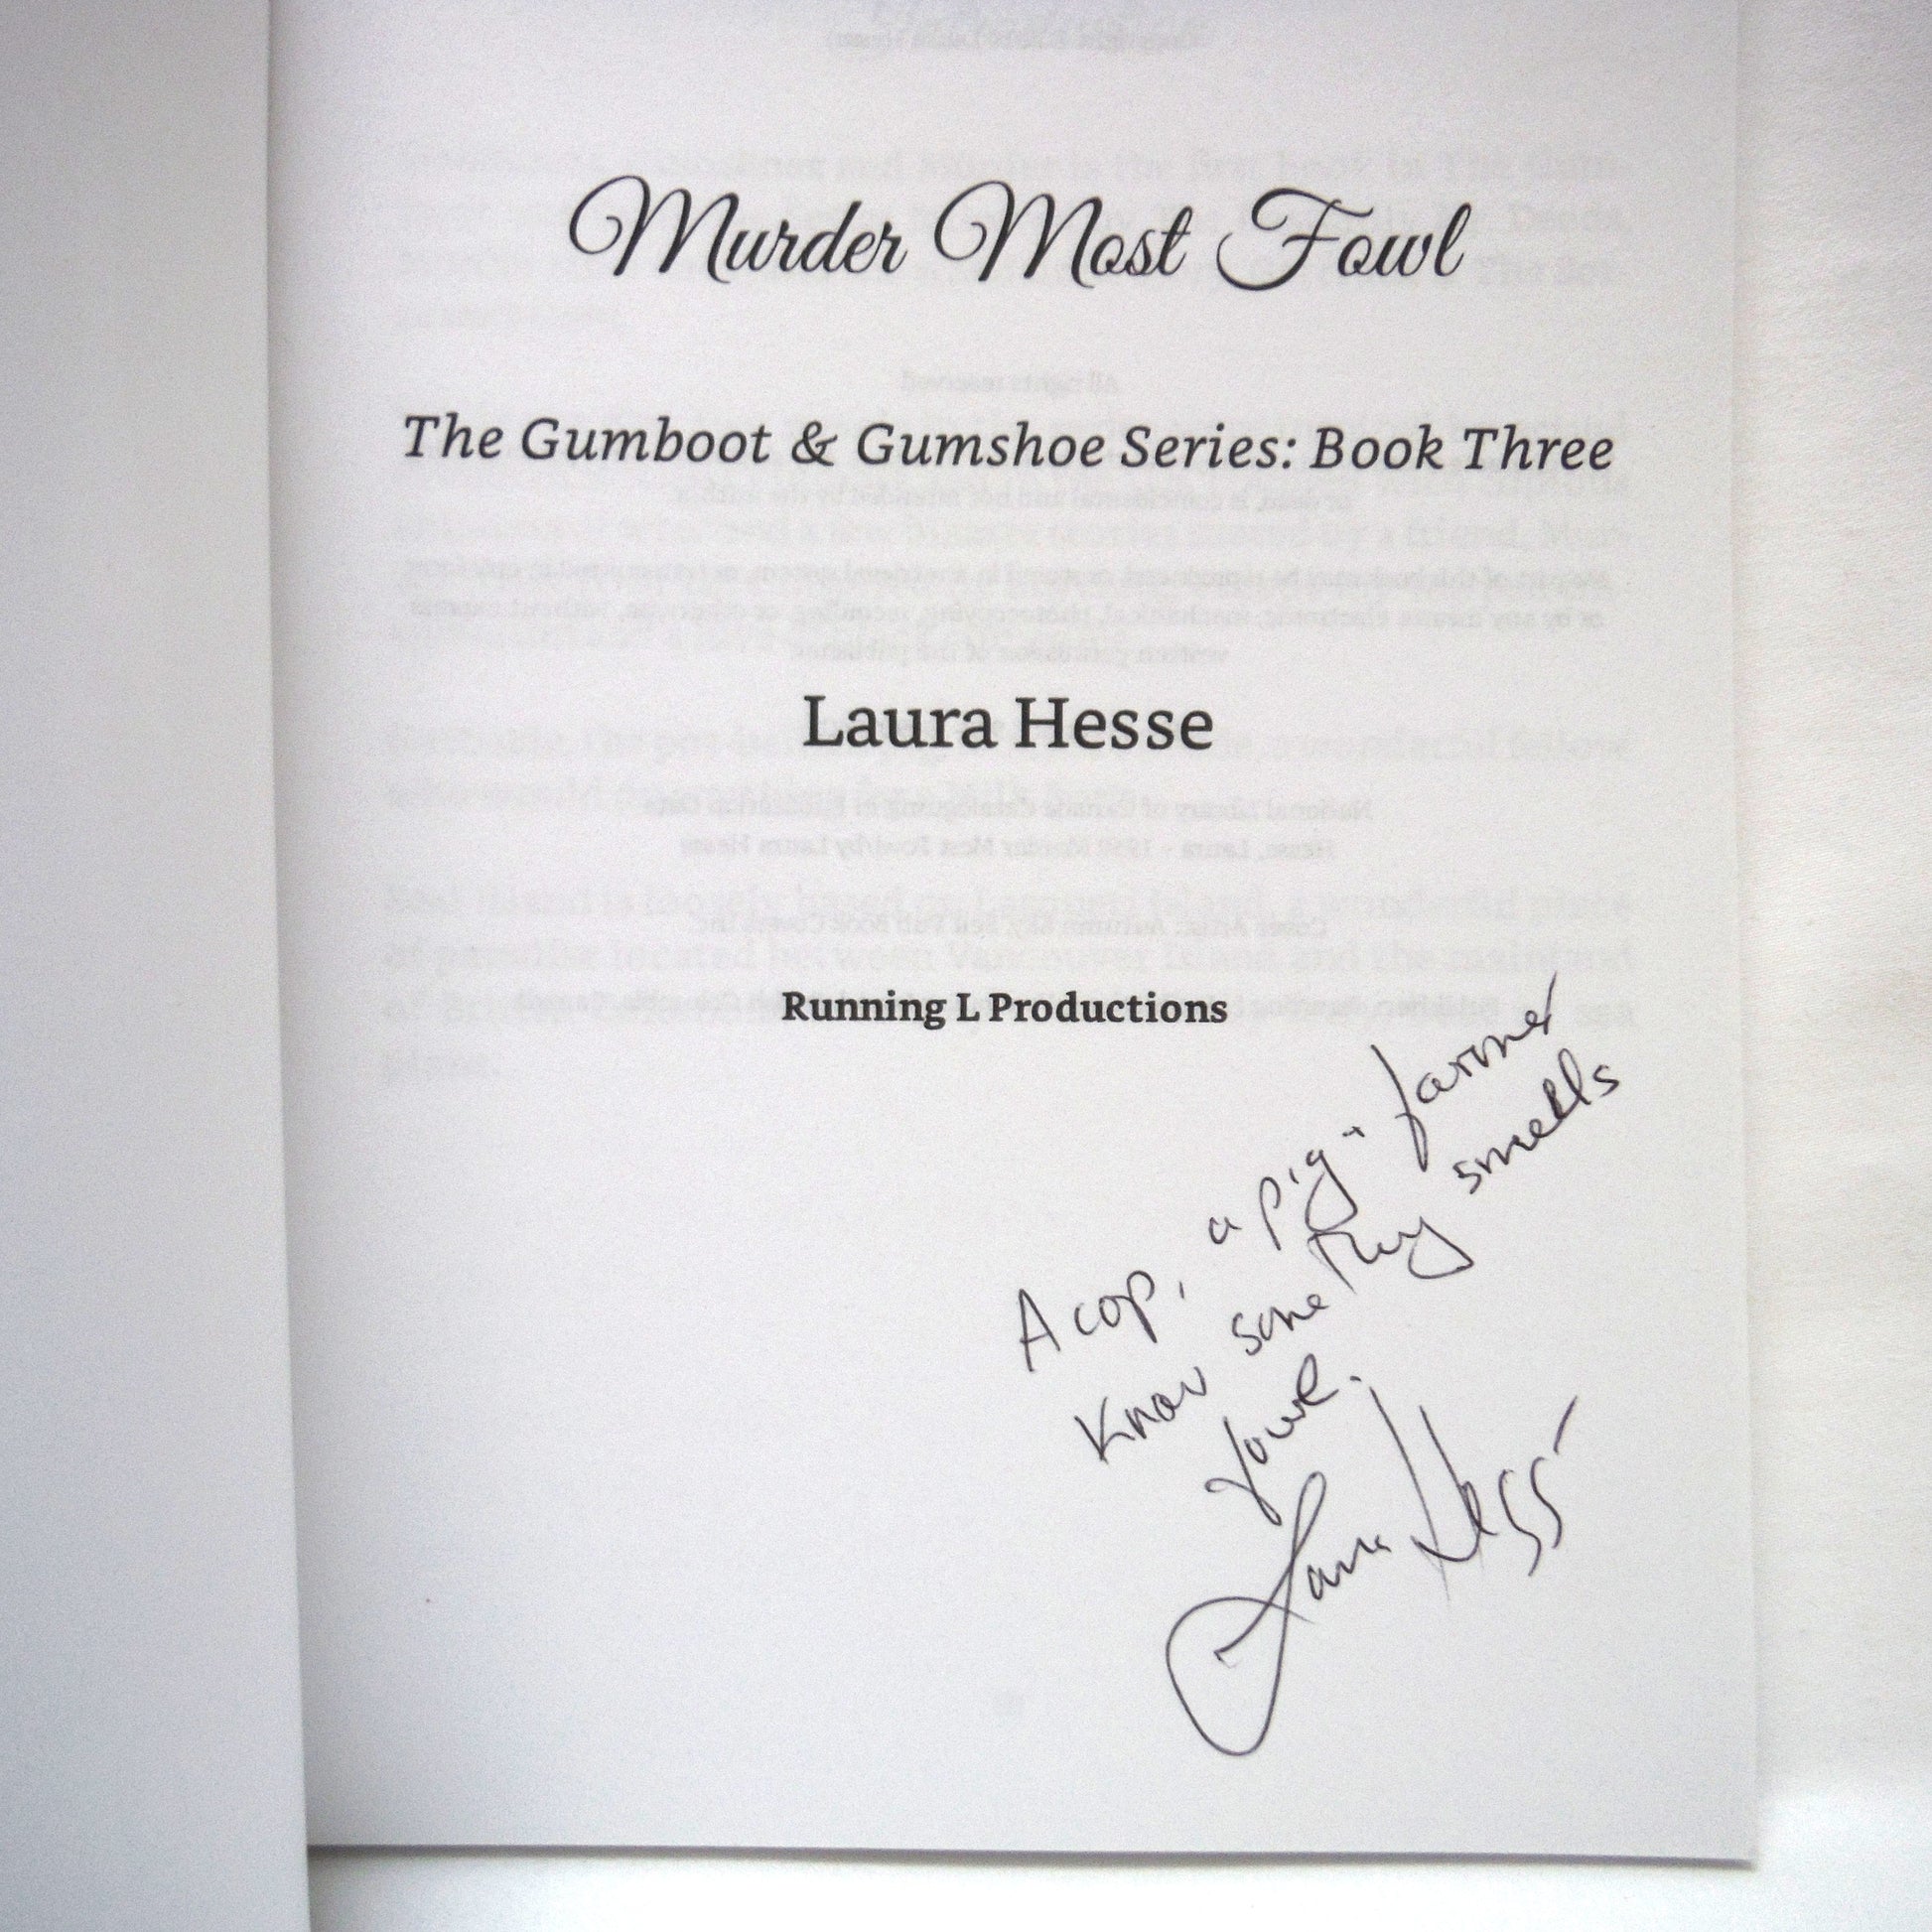 Murder Most Fowl
The Gumboot & Gumshoe Series: Book Three
Laura Hesse
Running L Productions
A cop, a pig + farmer
know something smells
fowl.
Laura Hesse